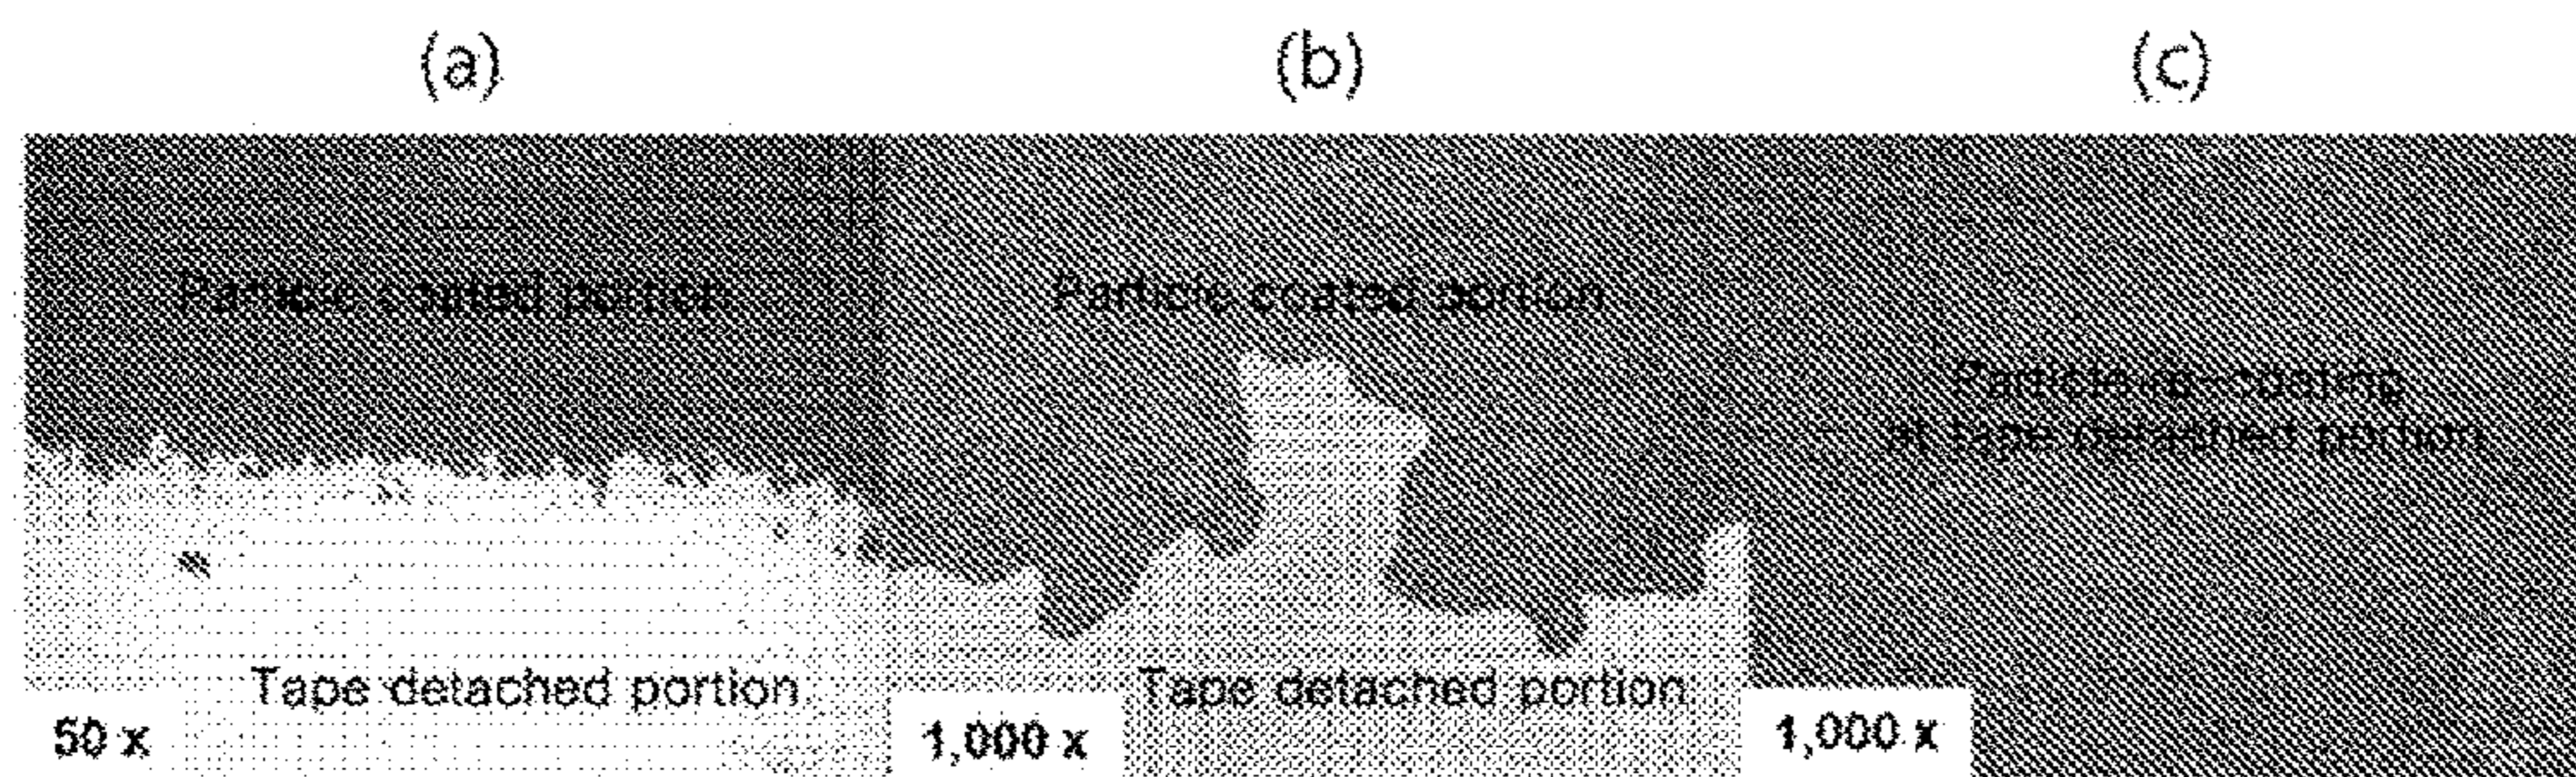 (a)
(b)
(c)
Particle coated portion
Particle coated portion
Particle re-coating
at tape detached portion
Tape detached portion
Tape detached portion
50 x
1,000 x
1,000 x